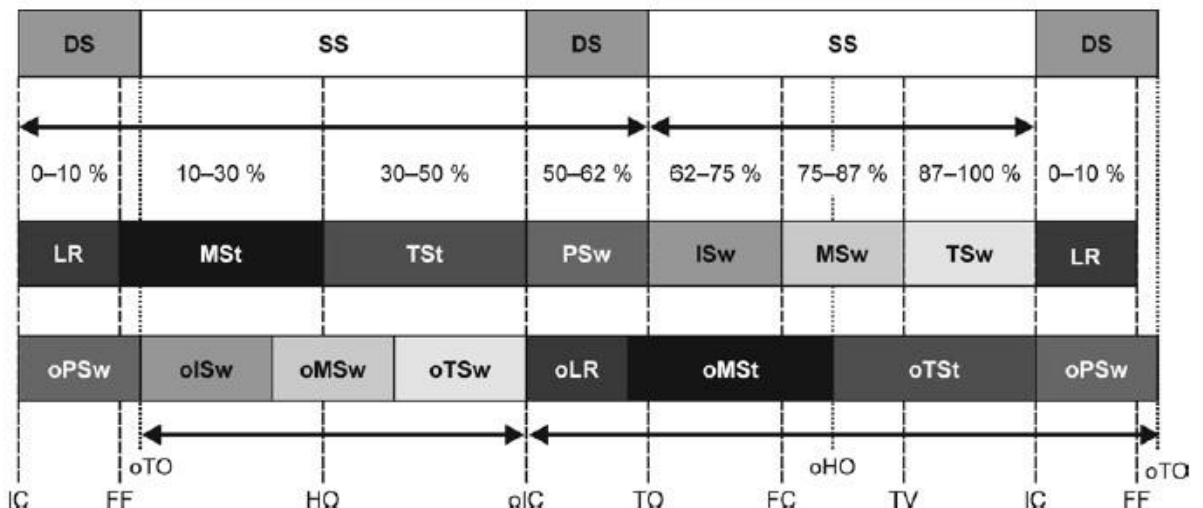 DS SS DS SS DS
0–10 % 10–30 % 30–50 % 50–62 % 62–75 % 75–87 % 87–100 % 0–10 %
LR MSt TSt PSw ISw MSw TSw LR
oPSw oISw oMSw oTSw oLR oMSt oTSt oPSw
oTO oHO oTO
IC FF HO oIC TO FC TV IC FF